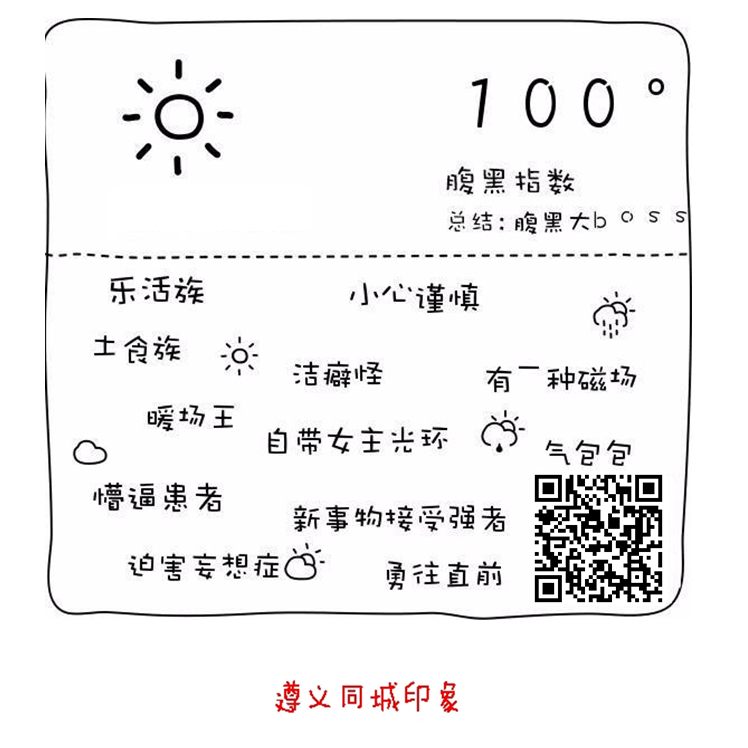 100°
腹黑指数
总结：腹黑大boss
乐活族
小心谨慎
土食族
洁癖怪
有一种磁场
暖场王
自带女主光环
气包包
懵逼患者
新事物接受强者
迫害妄想症
勇往直前
遵义同城印象